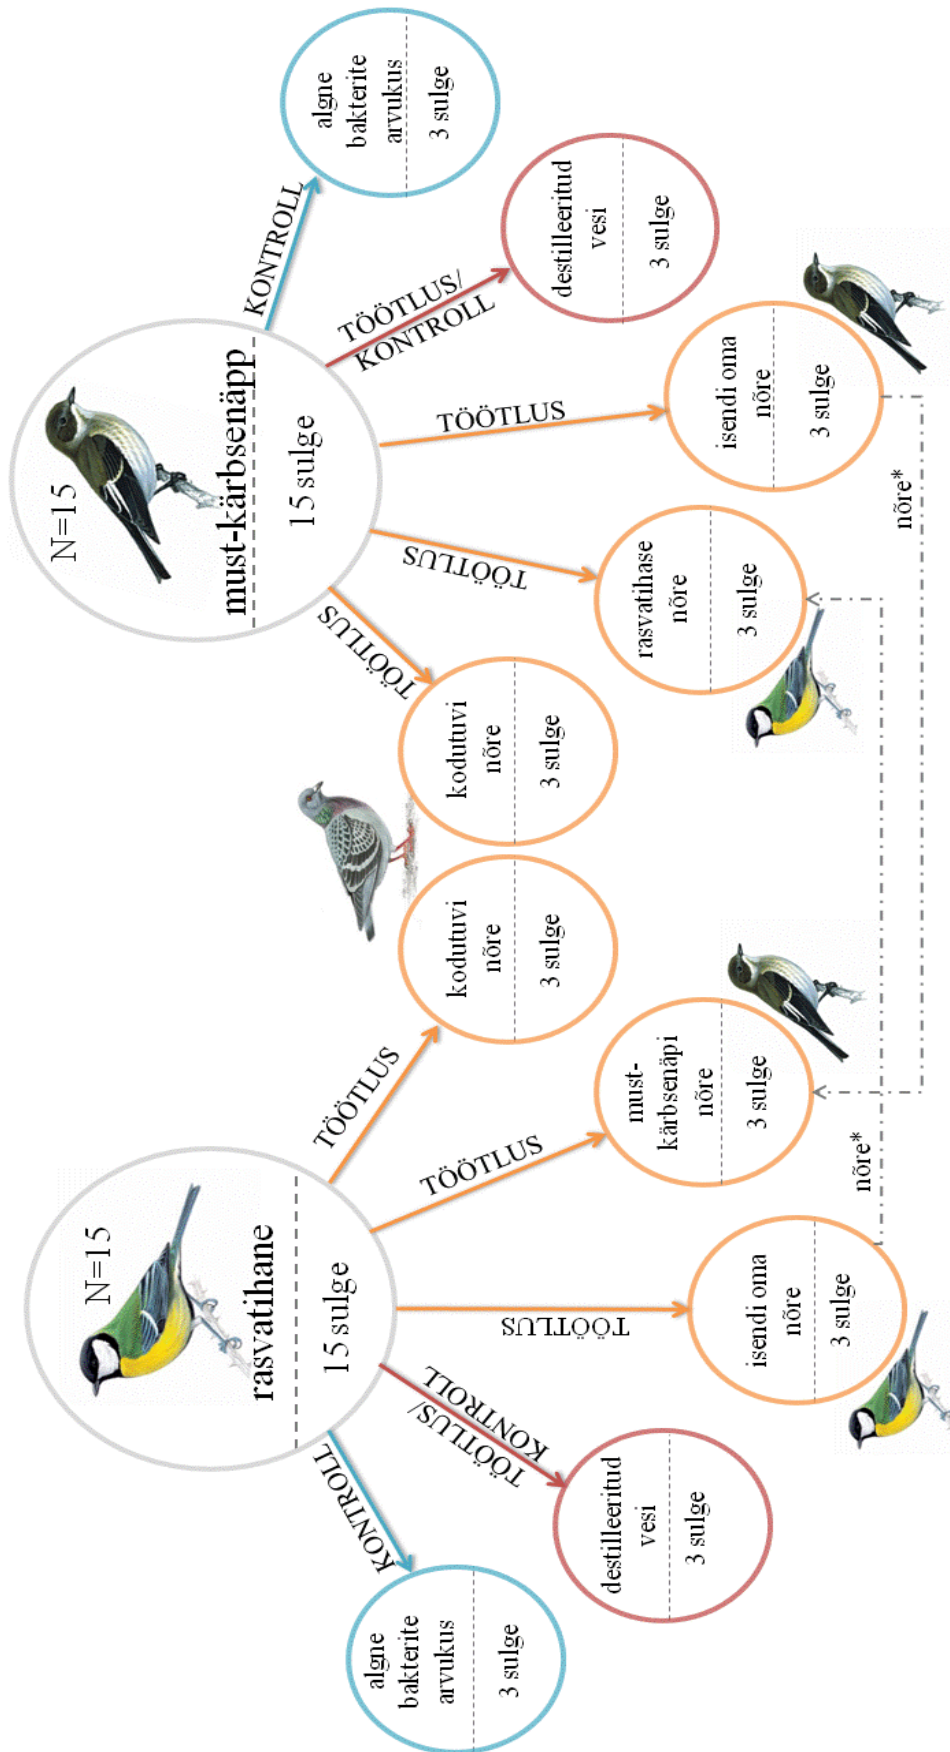 N=15
rasvatihane
15 sulge
KONTROLL
algne
bakterite
arvukus
3 sulge
TÖÖTLUS/
KONTROLL
destilleeritud
vesi
3 sulge
TÖÖTLUS
isendi oma
nõre
3 sulge
TÖÖTLUS
must-
kärbsenäpi
nõre
3 sulge
TÖÖTLUS
kodutuvi
nõre
3 sulge
nõre*
N=15
must-kärbsenäpp
15 sulge
TÖÖTLUS
kodutuvi
nõre
3 sulge
TÖÖTLUS
rasvatihase
nõre
3 sulge
TÖÖTLUS
isendi oma
nõre
3 sulge
TÖÖTLUS/
KONTROLL
destilleeritud
vesi
3 sulge
KONTROLL
algne
bakterite
arvukus
3 sulge
nõre*